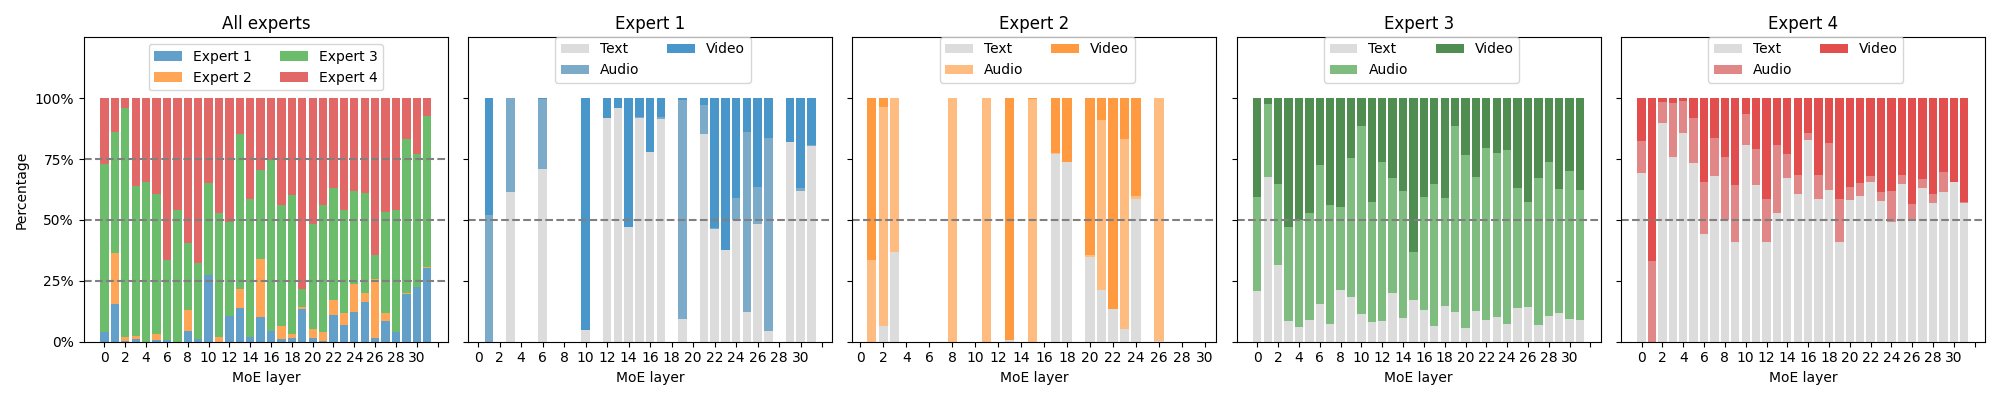 All experts
Expert 1
Expert 2
Expert 3
Expert 4
Expert 1 Expert 3
Expert 2 Expert 4
Text Video
Audio
Text Video
Audio
Text Video
Audio
Text Video
Audio
Percentage
100%
75%
50%
25%
0%
0 2 4 6 8 10 12 14 16 18 20 22 24 26 28 30
0 2 4 6 8 10 12 14 16 18 20 22 24 26 28 30
0 2 4 6 8 10 12 14 16 18 20 22 24 26 28 30
0 2 4 6 8 10 12 14 16 18 20 22 24 26 28 30
0 2 4 6 8 10 12 14 16 18 20 22 24 26 28 30
MoE layer
MoE layer
MoE layer
MoE layer
MoE layer